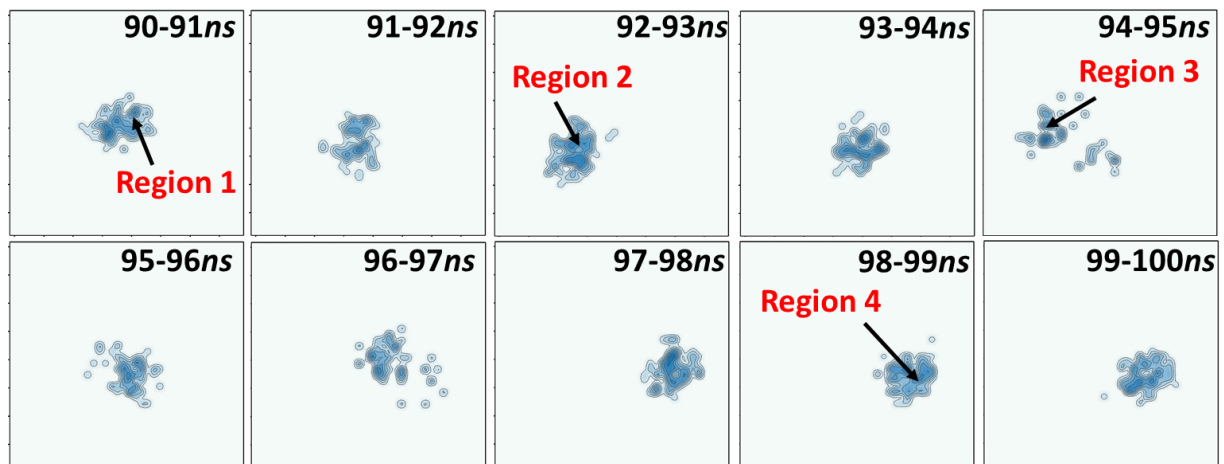 90-91ns
91-92ns
92-93ns
93-94ns
94-95ns
Region 1
Region 2
Region 3
95-96ns
96-97ns
97-98ns
98-99ns
99-100ns
Region 4